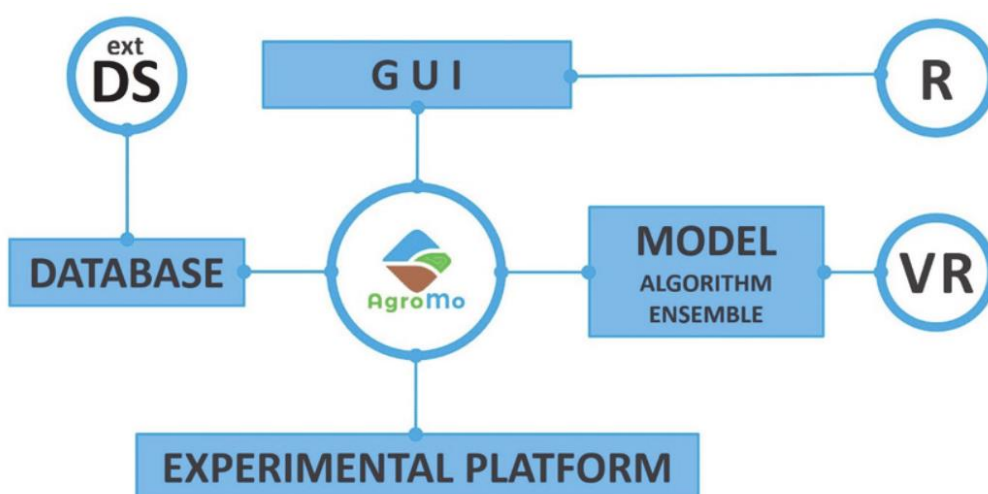 ext
DS
GUI
R
DATABASE
AgroMo
MODEL
ALGORITHM
ENSEMBLE
VR
EXPERIMENTAL PLATFORM